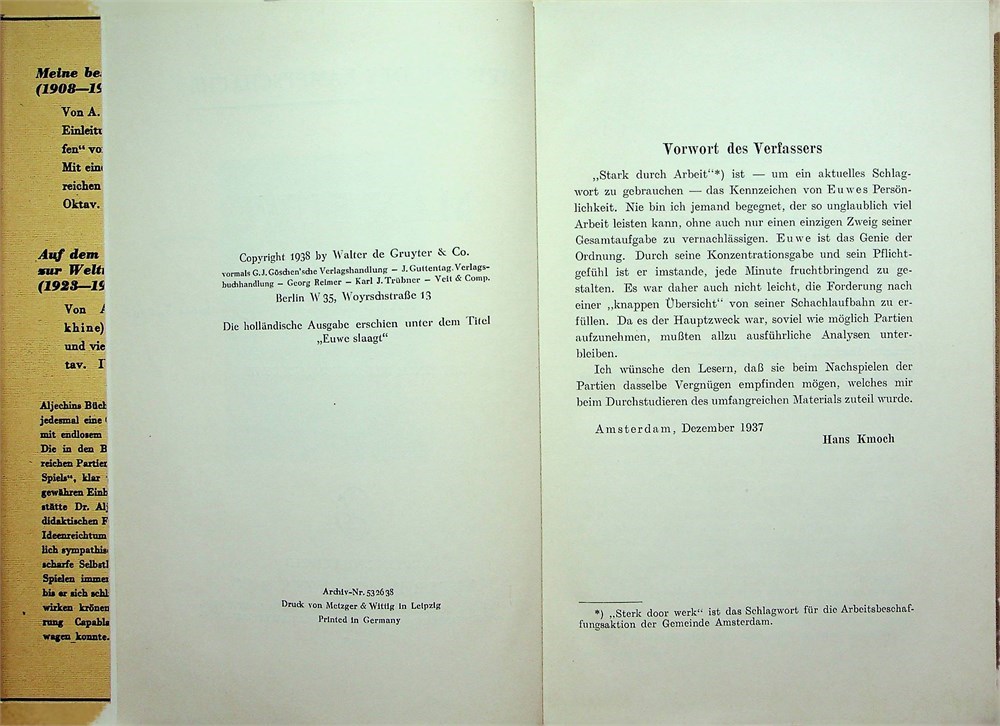 Meine be
(1908—19
Von A.
Einleitu
fen“ vo
Mit eine
reichen
Oktav.
Auf dem
zur Welt
(1923—19
Von A
khine)
und vie
tav. I
Aljechins Büch
jedesmal eine
mit endlosem
Die in den B
reichen Partien
Spiels“, klar
gewähren Einb
stätte Dr. Alj
didaktischen F
Ideenreichtum
lich sympathis
scharfe Selbstl
Spielen immer
bis er sich schl
wirken krönen
rung Capabla
wagen konnte.
Copyright 1938 by Walter de Gruyter & Co.
vormals G. J. Göschen'sche Verlagshandlung — J. Guttentag, Verlags-
buchhandlung — Georg Reimer — Karl J. Trübner — Veit & Comp.
Berlin W 35, Woyrschstraße 13
Die holländische Ausgabe erschien unter dem Titel
„Euwe slaagt“
Archiv-Nr. 532638
Druck von Metzger & Wittig in Leipzig
Printed in Germany
Vorwort des Verfassers
„Stark durch Arbeit“*) ist — um ein aktuelles Schlag-
wort zu gebrauchen — das Kennzeichen von Euwes Persön-
lichkeit. Nie bin ich jemand begegnet, der so unglaublich viel
Arbeit leisten kann, ohne auch nur einen einzigen Zweig seiner
Gesamtaufgabe zu vernachlässigen. Euwe ist das Genie der
Ordnung. Durch seine Konzentrationsgabe und sein Pflicht-
gefühl ist er imstande, jede Minute fruchtbringend zu ge-
stalten. Es war daher auch nicht leicht, die Forderung nach
einer „knappen Übersicht“ von seiner Schachlaufbahn zu er-
füllen. Da es der Hauptzweck war, soviel wie möglich Partien
aufzunehmen, mußten allzu ausführliche Analysen unter-
bleiben.
Ich wünsche den Lesern, daß sie beim Nachspielen der
Partien dasselbe Vergnügen empfinden mögen, welches mir
beim Durchstudieren des umfangreichen Materials zuteil wurde.
Amsterdam, Dezember 1937
Hans Kmoch
*) „Sterk door werk“ ist das Schlagwort für die Arbeitsbeschaf-
fungsaktion der Gemeinde Amsterdam.